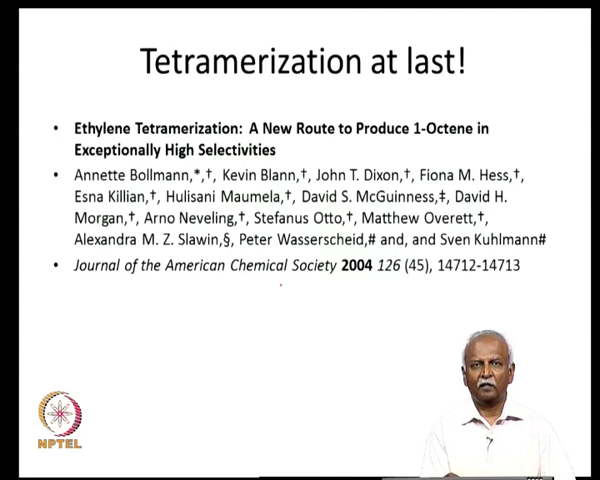 Tetramerization at last!
• Ethylene Tetramerization: A New Route to Produce 1-Octene in
Exceptionally High Selectivities
• Annette Bollmann,*,† Kevin Blann,† John T. Dixon,† Fiona M. Hess,†,
Esna Killian,† Hulisani Maumela,† David S. McGuinness,‡, David H.
Morgan,† Arno Neveling,† Stefanus Otto,† Matthew Overett,†,
Alexandra M. Z. Slawin,§, Peter Wasserscheid,# and, and Sven Kuhlmann#
• Journal of the American Chemical Society 2004 126 (45), 14712-14713
NPTEL